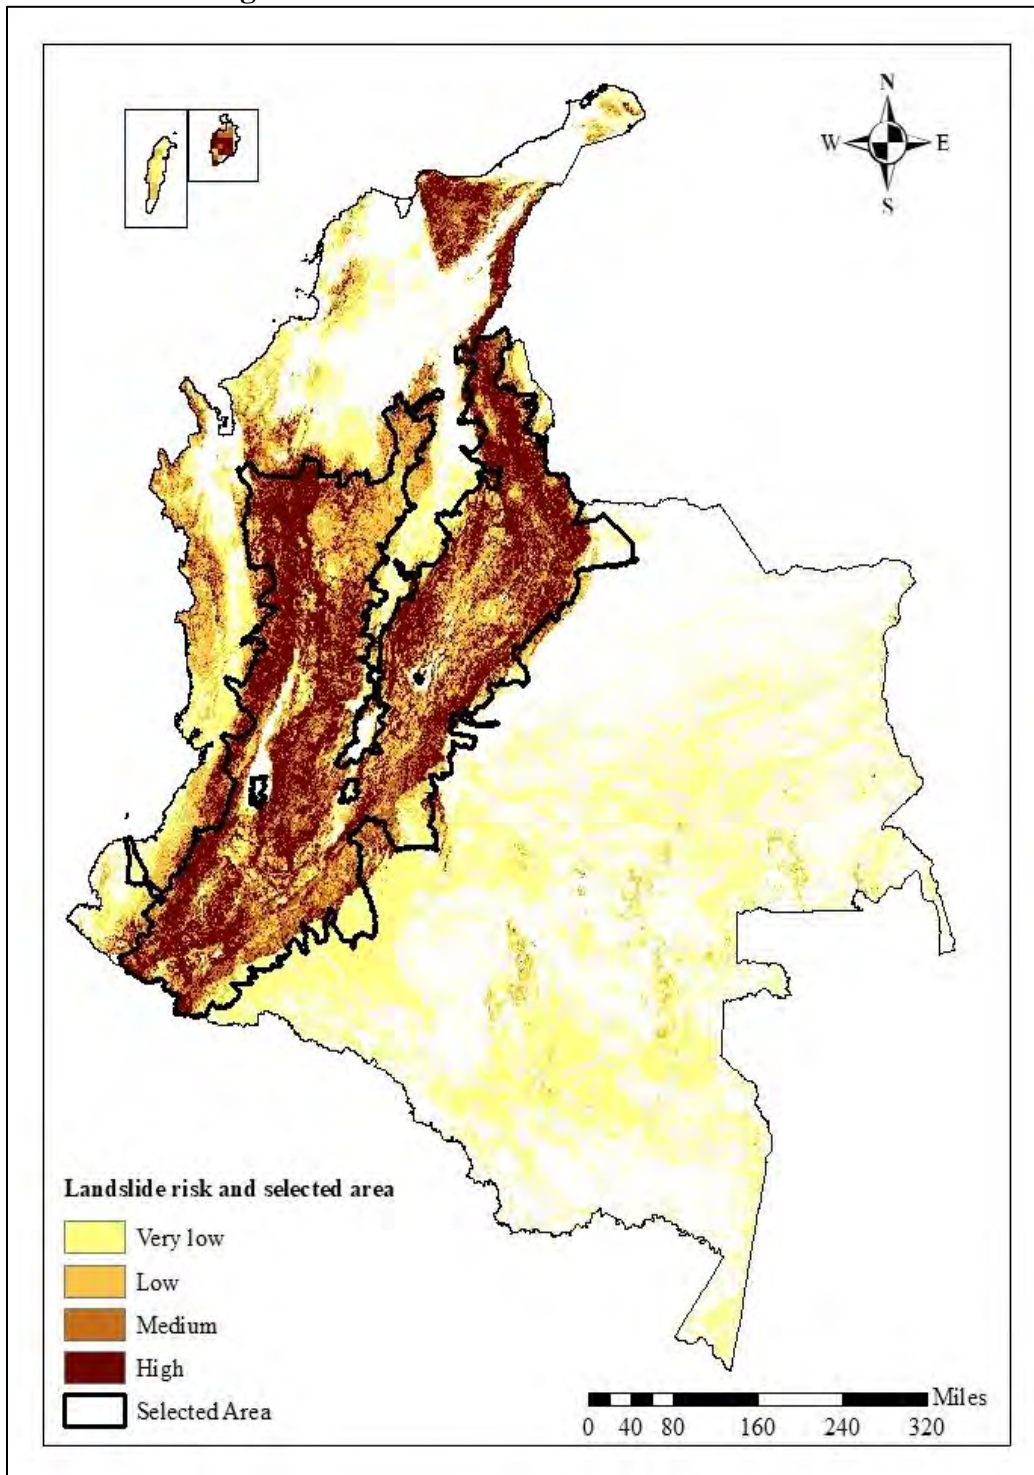 N
W E
S
Landslide risk and selected area
Very low
Low
Medium
High
Selected Area
Miles
0 40 80 160 240 320